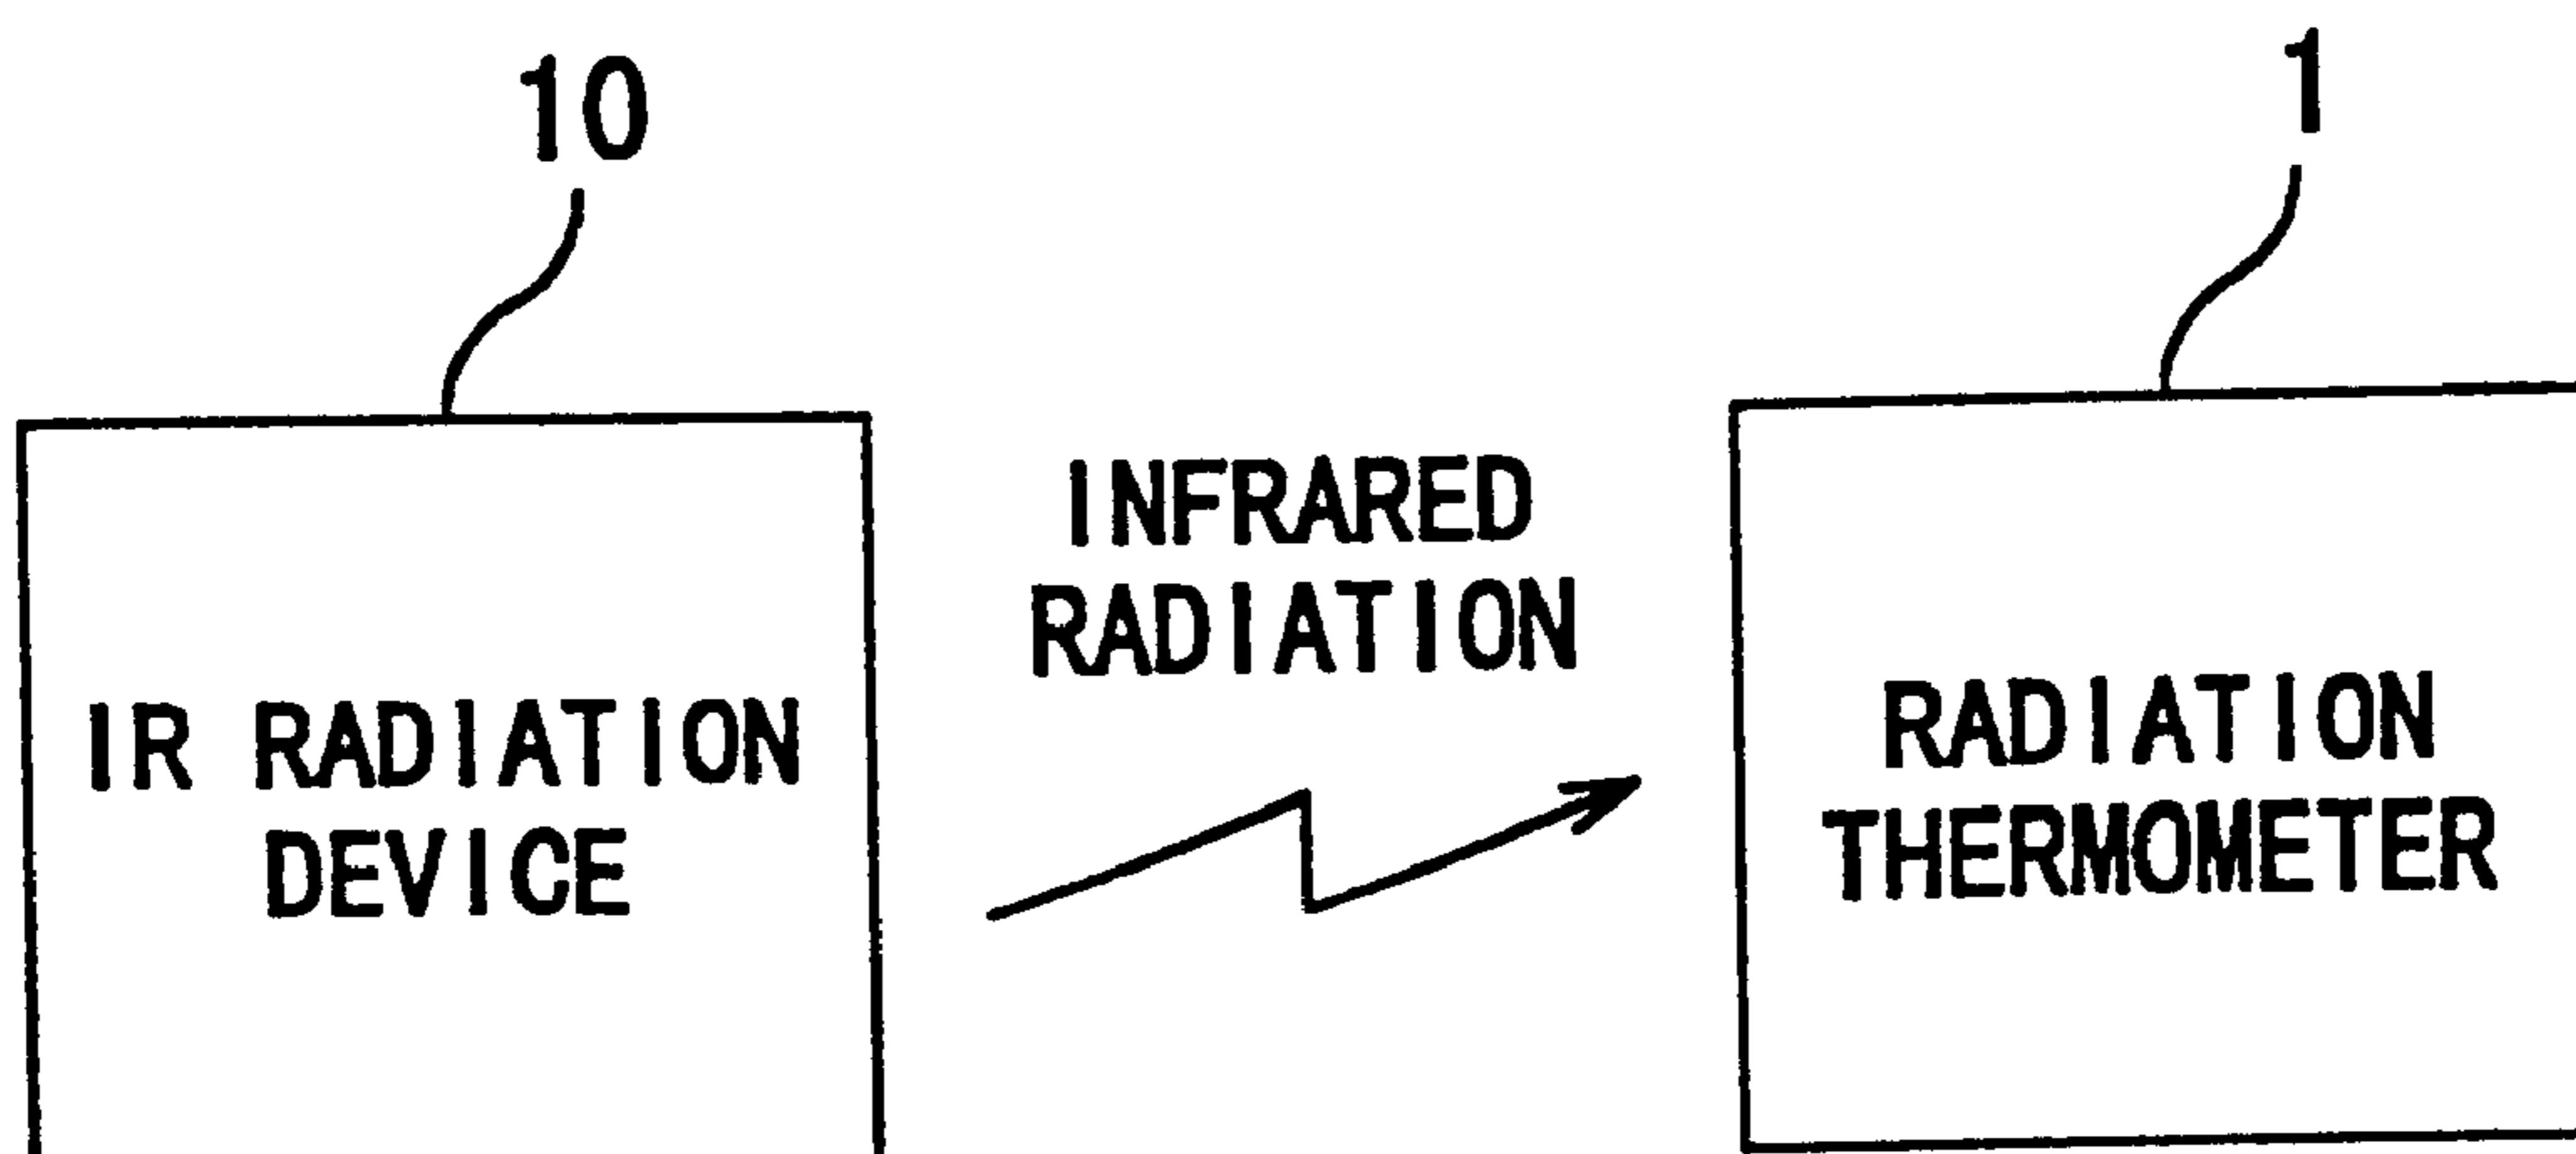 10
1
INFRARED
RADIATION
IR RADIATION
DEVICE
RADIATION
THERMOMETER